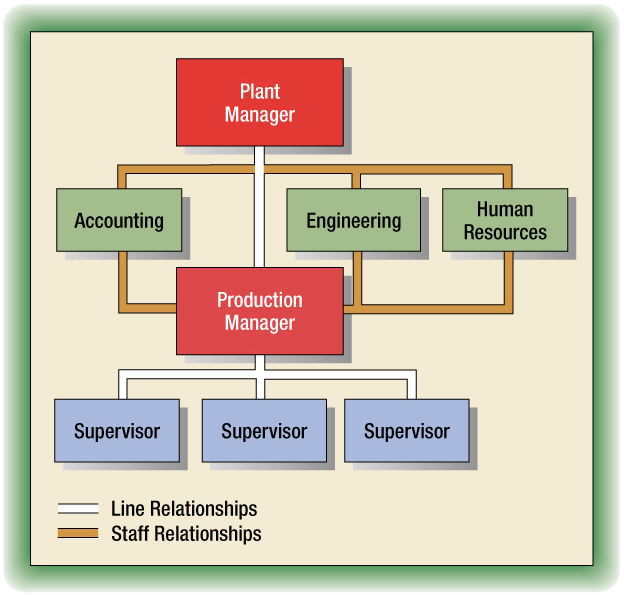 Plant
Manager
Accounting
Engineering
Human
Resources
Production
Manager
Supervisor
Supervisor
Supervisor
Line Relationships
Staff Relationships